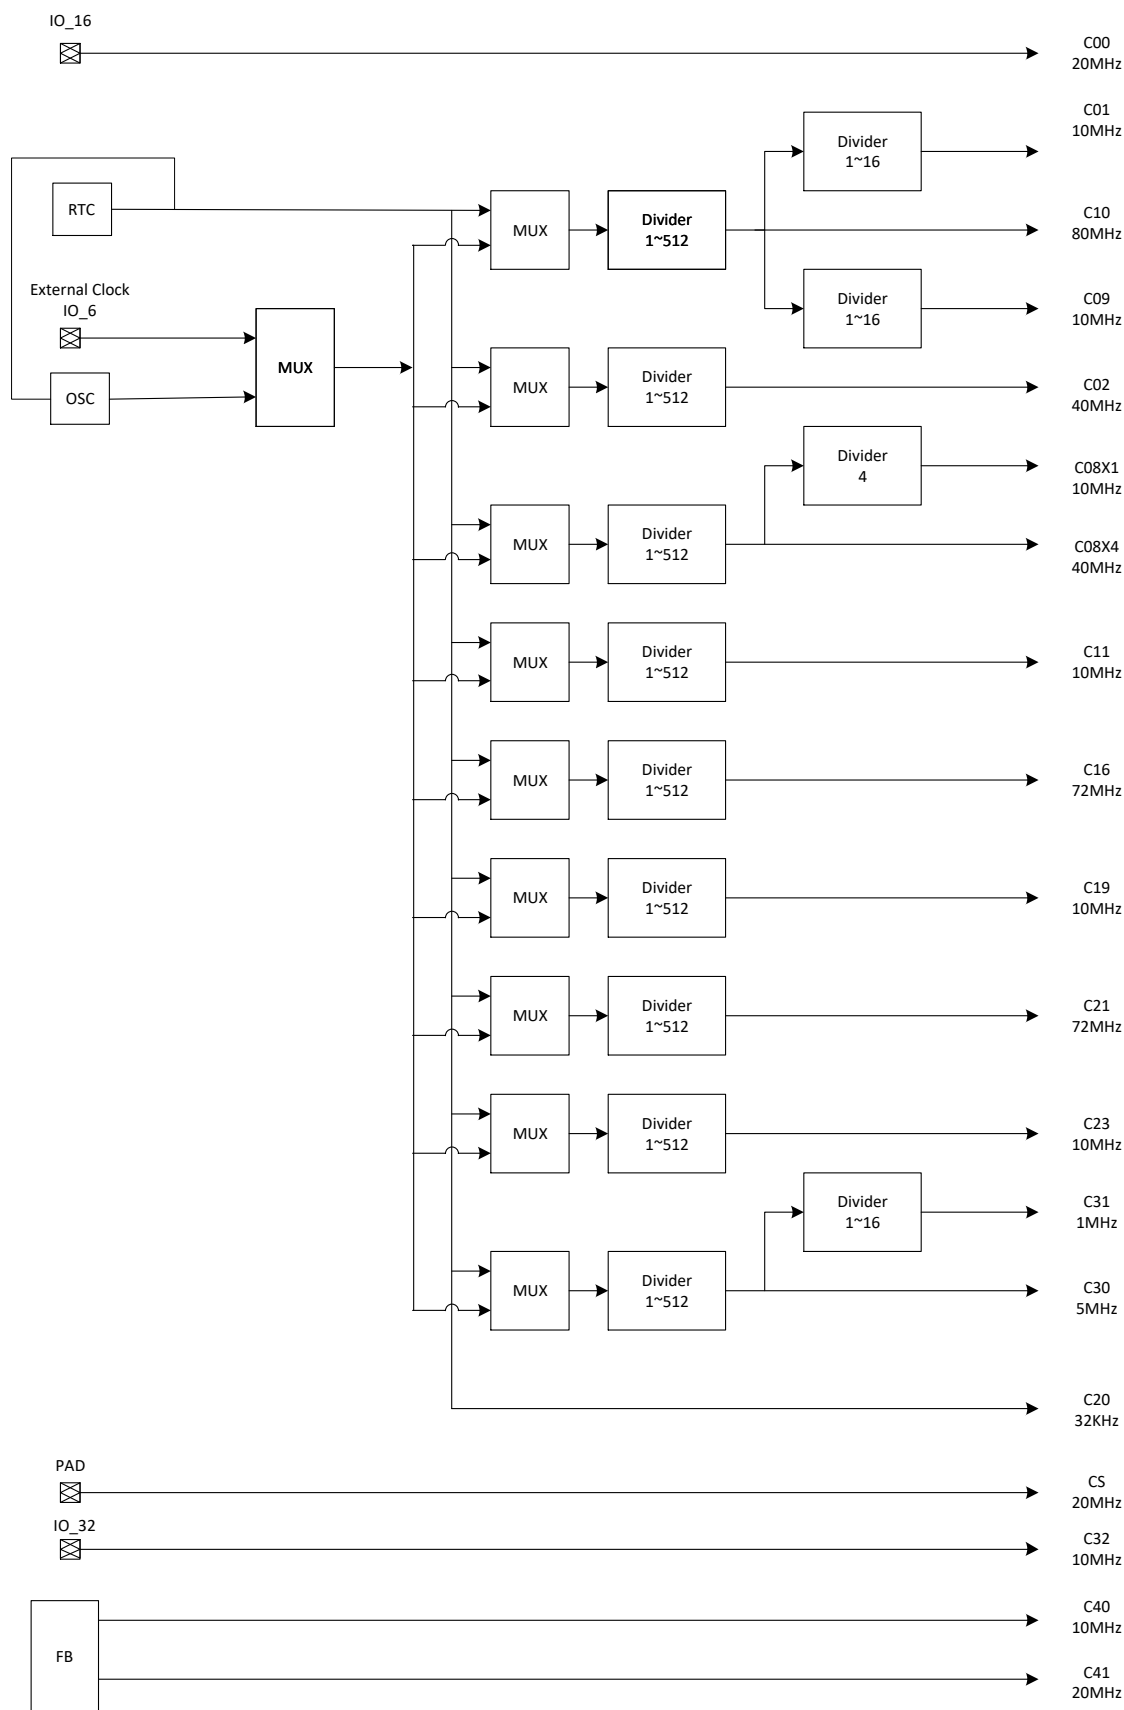 IO_16
C00
20MHz
C01
10MHz
Divider
1~16
RTC
MUX
Divider
1~512
C10
80MHz
External Clock
IO_6
Divider
1~16
C09
10MHz
MUX
OSC
MUX
Divider
1~512
C02
40MHz
Divider
4
C08X1
10MHz
MUX
Divider
1~512
C08X4
40MHz
MUX
Divider
1~512
C11
10MHz
MUX
Divider
1~512
C16
72MHz
MUX
Divider
1~512
C19
10MHz
MUX
Divider
1~512
C21
72MHz
MUX
Divider
1~512
C23
10MHz
Divider
1~16
C31
1MHz
MUX
Divider
1~512
C30
5MHz
C20
32KHz
PAD
CS
20MHz
IO_32
C32
10MHz
FB
C40
10MHz
C41
20MHz